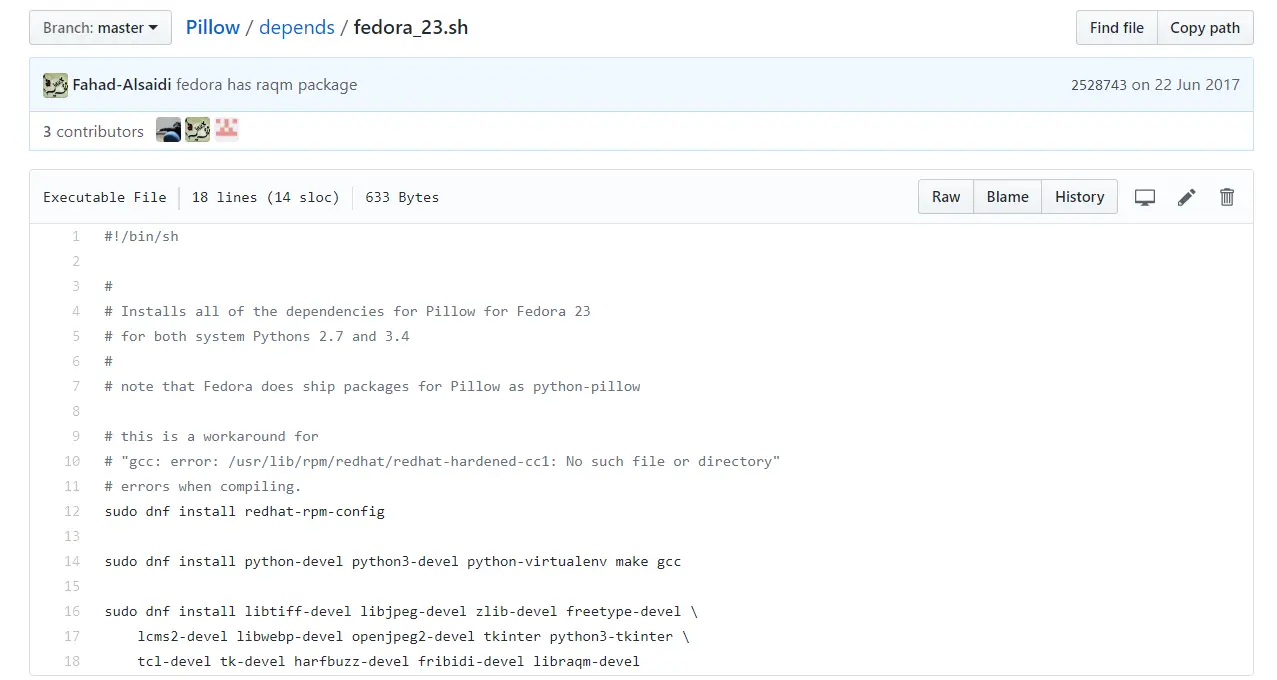 Branch: master
Pillow / depends / fedora_23.sh
Find file
Copy path
Fahad-Alsaidi fedora has raqm package
2528743 on 22 Jun 2017
3 contributors
Executable File
18 lines (14 sloc)
633 Bytes
Raw
Blame
History
1 #!/bin/sh
2
3 #
4 # Installs all of the dependencies for Pillow for Fedora 23
5 # for both system Pythons 2.7 and 3.4
6 #
7 # note that Fedora does ship packages for Pillow as python-pillow
8
9 # this is a workaround for
10 # "gcc: error: /usr/lib/rpm/redhat/redhat-hardened-cc1: No such file or directory"
11 # errors when compiling.
12 sudo dnf install redhat-rpm-config
13
14 sudo dnf install python-devel python3-devel python-virtualenv make gcc
15
16 sudo dnf install libtiff-devel libjpeg-devel zlib-devel freetype-devel \
17     lcms2-devel libwebp-devel openjpeg2-devel tkinter python3-tkinter \
18     tcl-devel tk-devel harfbuzz-devel fribidi-devel libraqm-devel